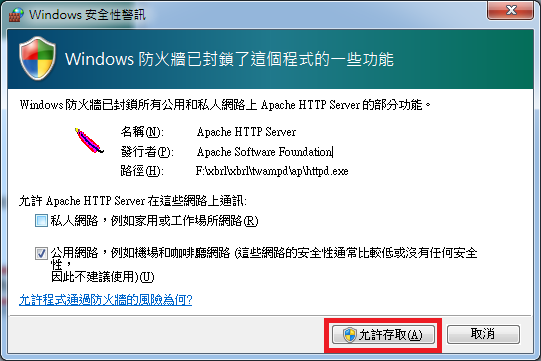 Windows 安全性警訊
Windows 防火牆已封鎖了這個程式的一些功能
Windows 防火牆已封鎖所有公用和私人網路上 Apache HTTP Server 的部分功能。
名稱(N): Apache HTTP Server
發行者(P): Apache Software Foundation
路徑(H): F:\xbrl\xbrl\twampd\ap\httpd.exe
允許 Apache HTTP Server 在這些網路上通訊:
私人網路，例如家用或工作場所網路(R)
公用網路，例如機場和咖啡廳網路 (這些網路的安全性通常比較低或沒有任何安全
性，
因此不建議使用)(U)
允許程式通過防火牆的風險為何?
允許存取(A) 取消